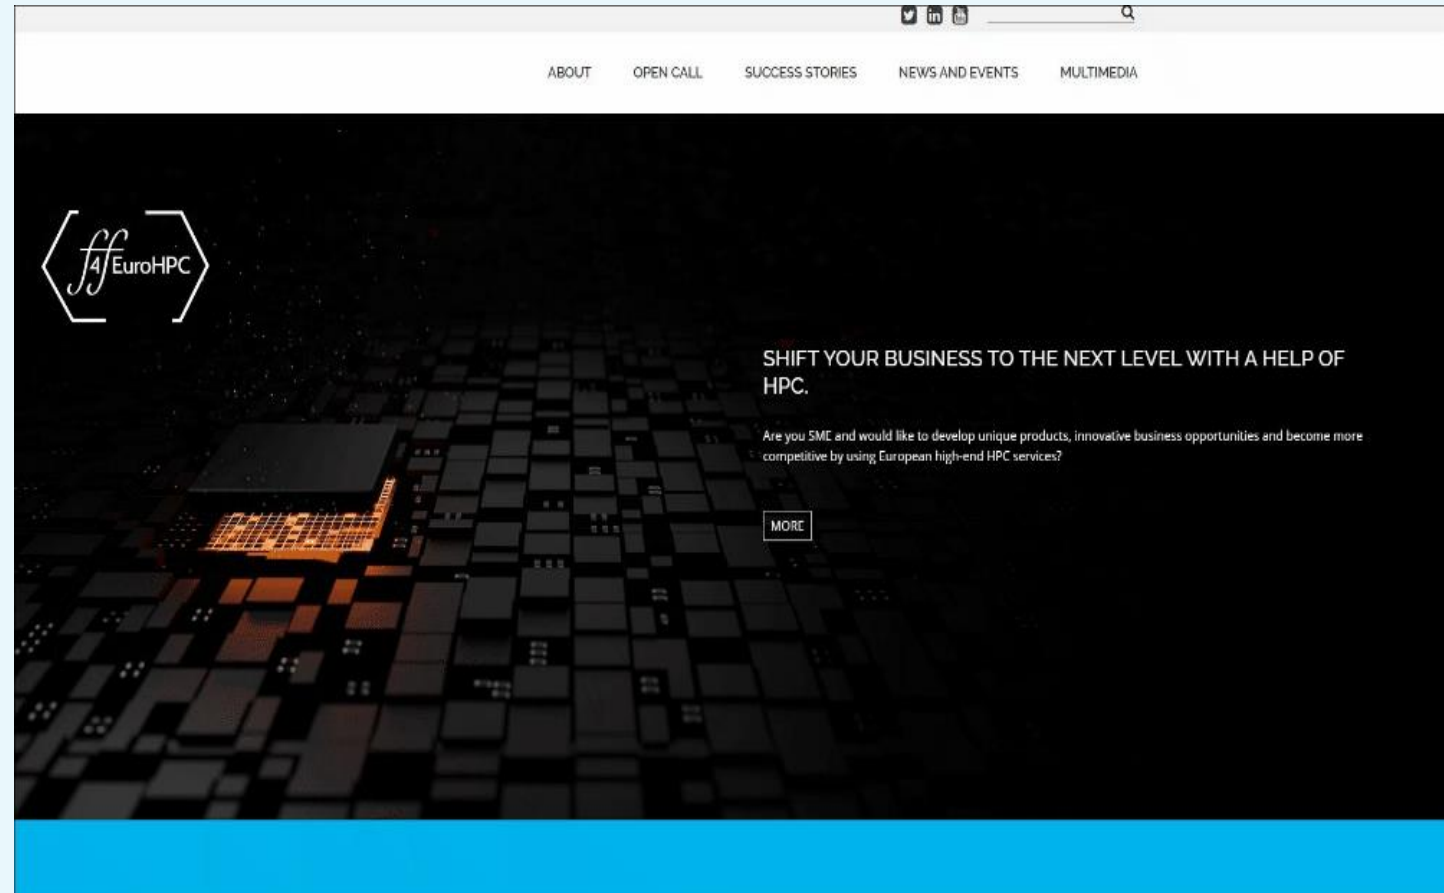 ABOUT OPEN CALL SUCCESS STORIES NEWS AND EVENTS MULTIMEDIA
ff4EuroHPC
SHIFT YOUR BUSINESS TO THE NEXT LEVEL WITH A HELP OF
HPC.
Are you SME and would like to develop unique products, innovative business opportunities and become more
competitive by using European high-end HPC services?
MORE